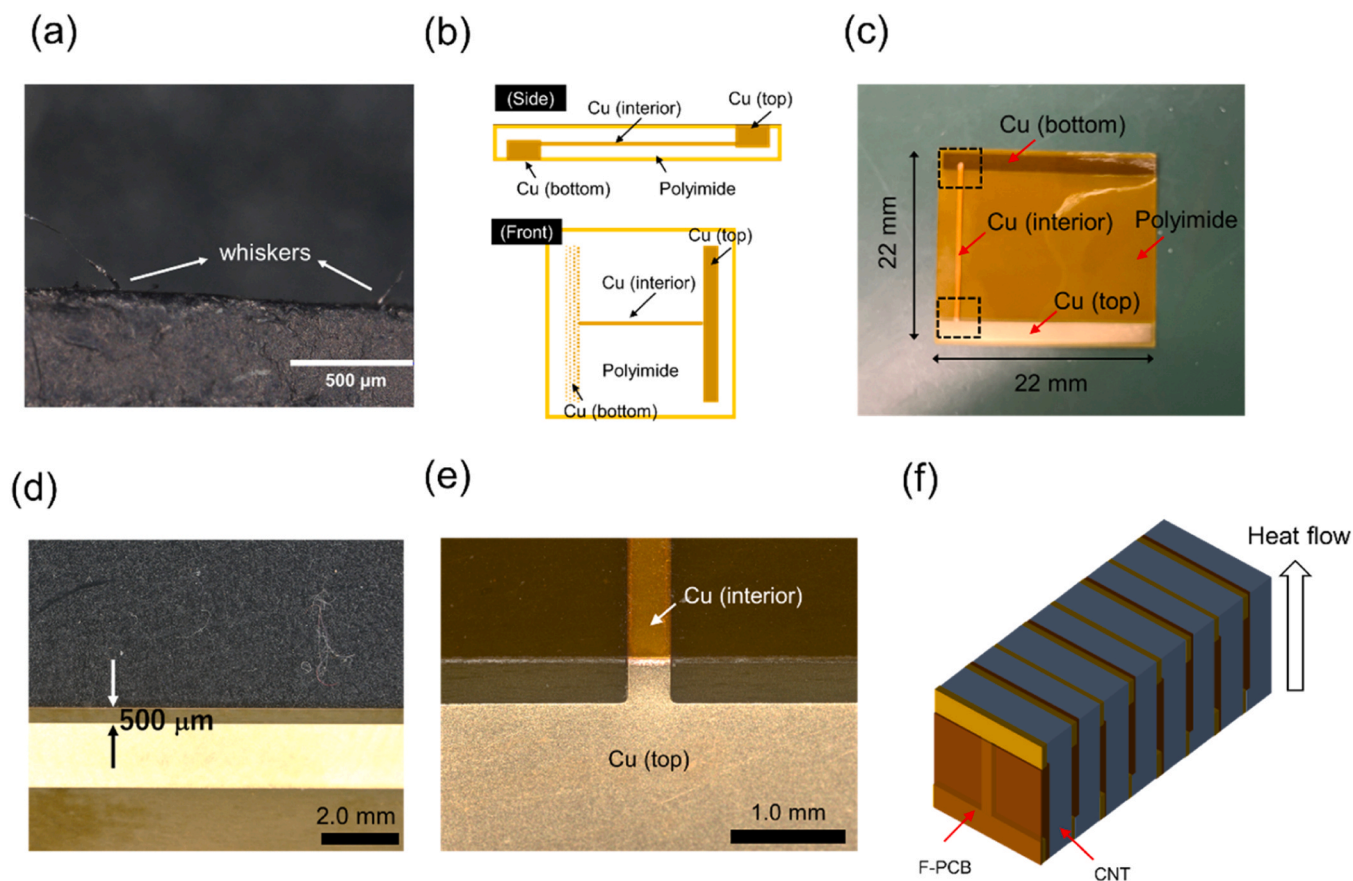 (a)
whiskers
500 μm
(b)
(Side)
Cu (interior)
Cu (top)
Cu (bottom)
Polyimide
(Front)
Cu (top)
Cu (interior)
Polyimide
Cu (bottom)
(c)
Cu (bottom)
22 mm
Cu (interior)
Polyimide
Cu (top)
22 mm
(d)
500 μm
2.0 mm
(e)
Cu (interior)
Cu (top)
1.0 mm
(f)
Heat flow
F-PCB
CNT